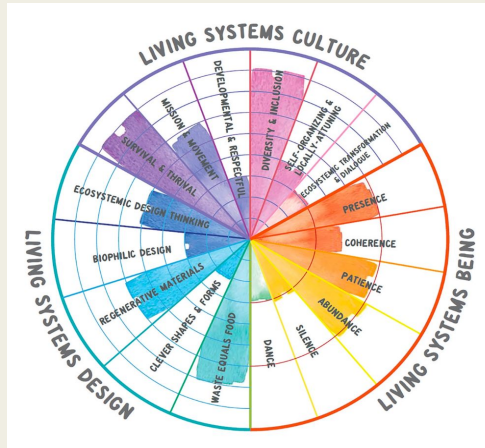 LIVING SYSTEMS CULTURE
SURVIVAL & THRIVAL
MISSION & MOVEMENT
DEVELOPMENTAL & RESPECTFUL
DIVERSITY & INCLUSION
SELF-ORGANIZING &
LOCALLY-ATTUNING
ECOSYSTEMIC TRANSFORMATION
& DIALOGUE
LIVING SYSTEMS BEING
PRESENCE
COHERENCE
PATIENCE
ABUNDANCE
SILENCE
DANCE
LIVING SYSTEMS DESIGN
ECOSYSTEMIC DESIGN THINKING
BIOPHILIC DESIGN
REGENERATIVE MATERIALS
CLEVER SHAPES & FORMS
WASTE EQUALS FOOD